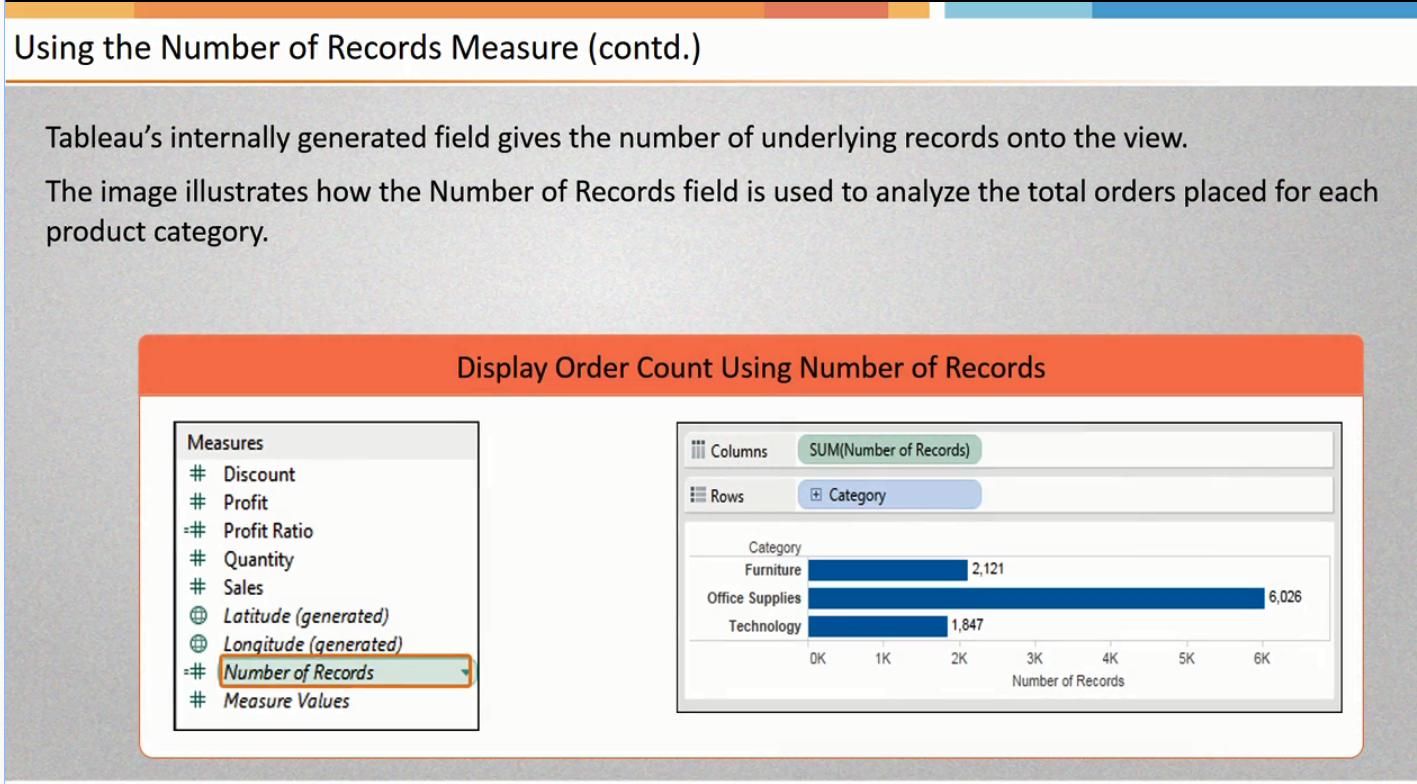 Using the Number of Records Measure (contd.)
Tableau’s internally generated field gives the number of underlying records onto the view.
The image illustrates how the Number of Records field is used to analyze the total orders placed for each
product category.
Display Order Count Using Number of Records
Measures
Discount
Profit
Profit Ratio
Quantity
Sales
Latitude (generated)
Longitude (generated)
Number of Records
Measure Values
Columns SUM(Number of Records)
Rows Category
Category
Furniture 2,121
Office Supplies 6,026
Technology 1,847
0K 1K 2K 3K 4K 5K 6K
Number of Records